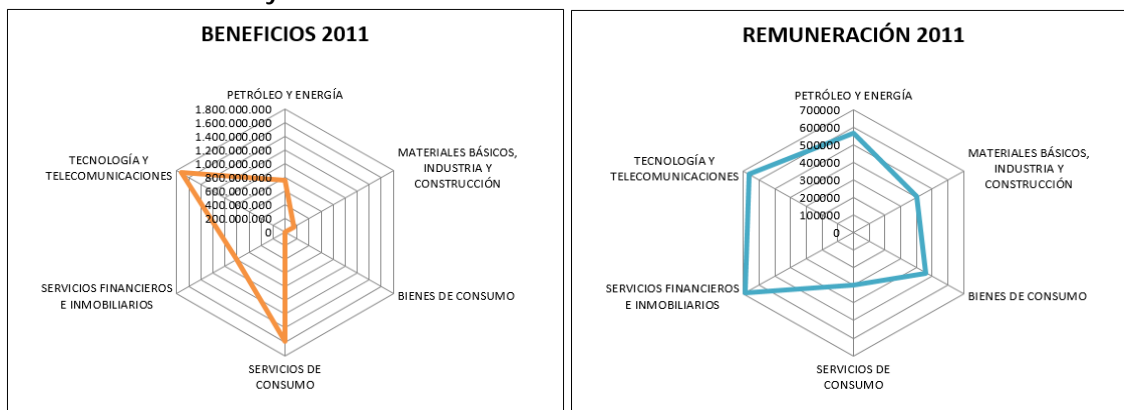 BENEFICIOS 2011
PETRÓLEO Y ENERGÍA
1.800.000.000
1.600.000.000
1.400.000.000
1.200.000.000
1.000.000.000
800.000.000
600.000.000
400.000.000
200.000.000
0
MATERIALES BÁSICOS,
INDUSTRIA Y
CONSTRUCCIÓN
BIENES DE CONSUMO
SERVICIOS DE
CONSUMO
SERVICIOS FINANCIEROS
E INMOBILIARIOS
TECNOLOGÍA Y
TELECOMUNICACIONES
REMUNERACIÓN 2011
PETRÓLEO Y ENERGÍA
700000
600000
500000
400000
300000
200000
100000
0
MATERIALES BÁSICOS,
INDUSTRIA Y
CONSTRUCCIÓN
BIENES DE CONSUMO
SERVICIOS DE
CONSUMO
SERVICIOS FINANCIEROS
E INMOBILIARIOS
TECNOLOGÍA Y
TELECOMUNICACIONES